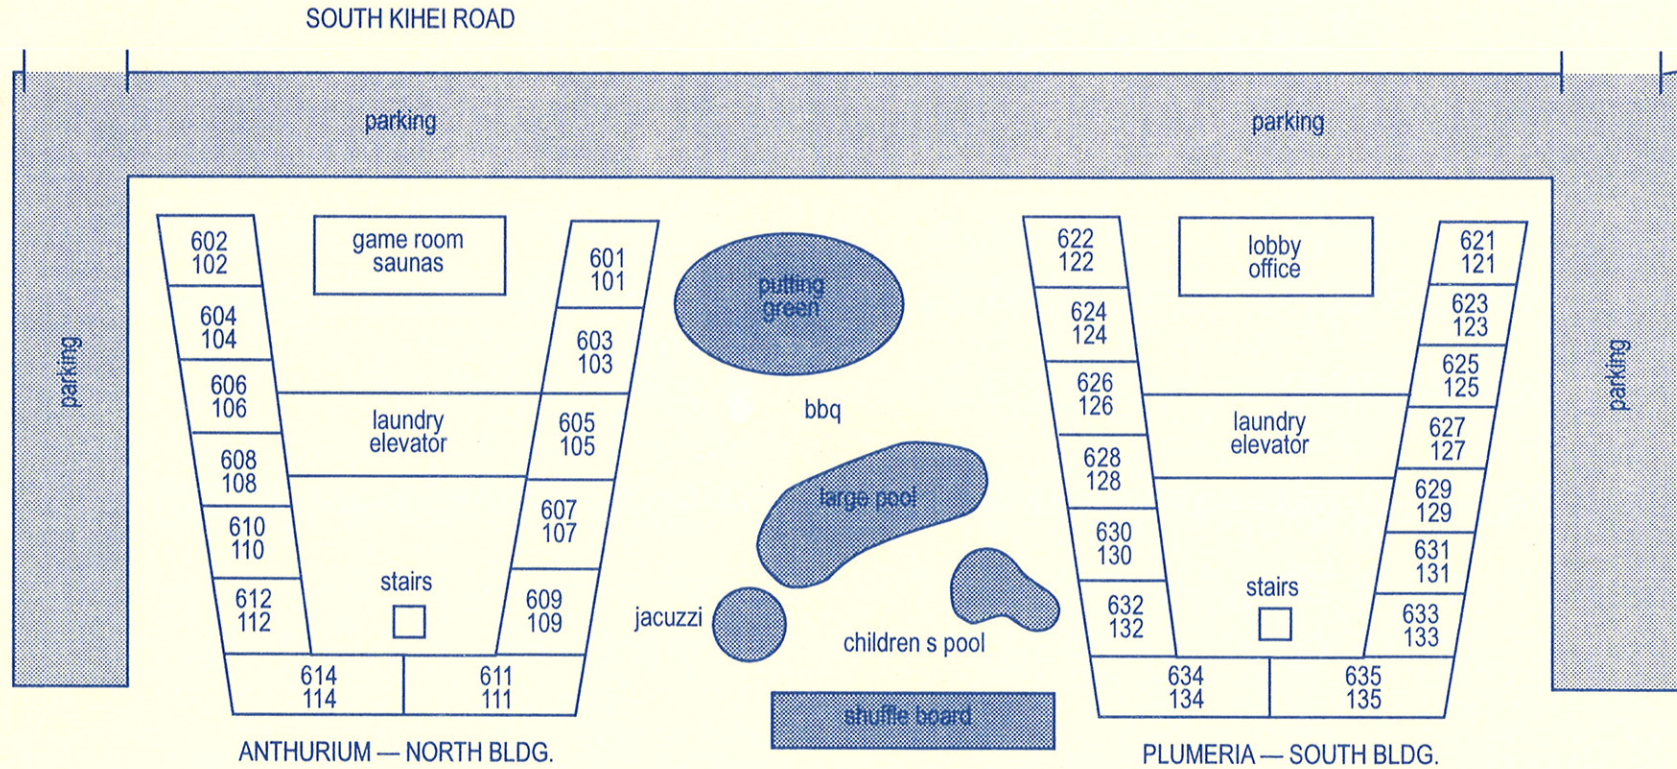 SOUTH KIHEI ROAD
parking
parking
parking
parking
602
102
604
104
606
106
608
108
610
110
612
112
614
114
game room
saunas
laundry
elevator
stairs
601
101
603
103
605
105
607
107
609
109
611
111
ANTHURIUM — NORTH BLDG.
putting
green
bbq
large pool
jacuzzi
children s pool
shuffle board
622
122
624
124
626
126
628
128
630
130
632
132
634
134
lobby
office
laundry
elevator
stairs
621
121
623
123
625
125
627
127
629
129
631
131
633
133
635
135
PLUMERIA — SOUTH BLDG.